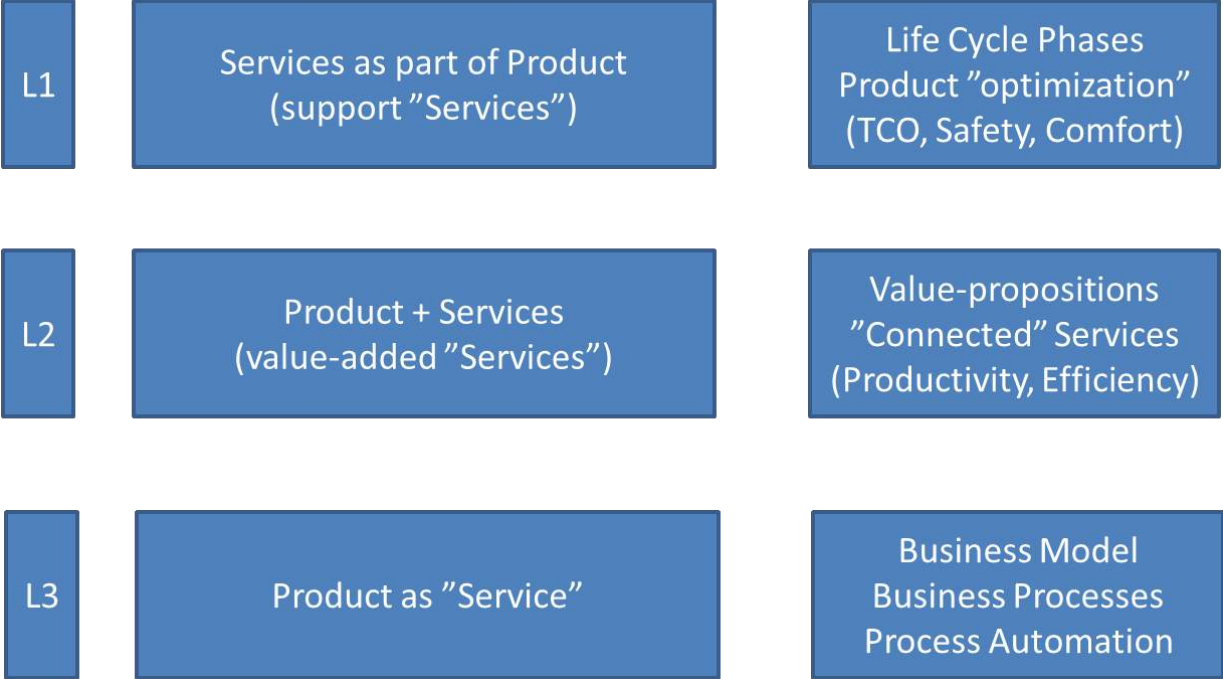 L1
Services as part of Product
(support ”Services”)
Life Cycle Phases
Product ”optimization”
(TCO, Safety, Comfort)
L2
Product + Services
(value-added ”Services”)
Value-propositions
”Connected” Services
(Productivity, Efficiency)
L3
Product as ”Service”
Business Model
Business Processes
Process Automation